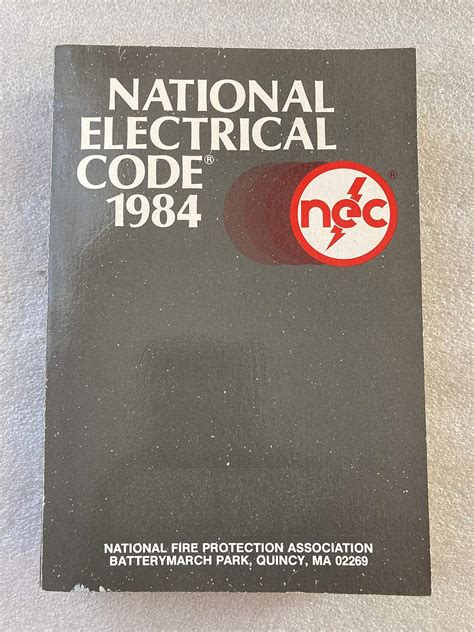 NATIONAL
ELECTRICAL
CODE®
1984
nec®
NATIONAL FIRE PROTECTION ASSOCIATION
BATTERYMARCH PARK, QUINCY, MA 02269